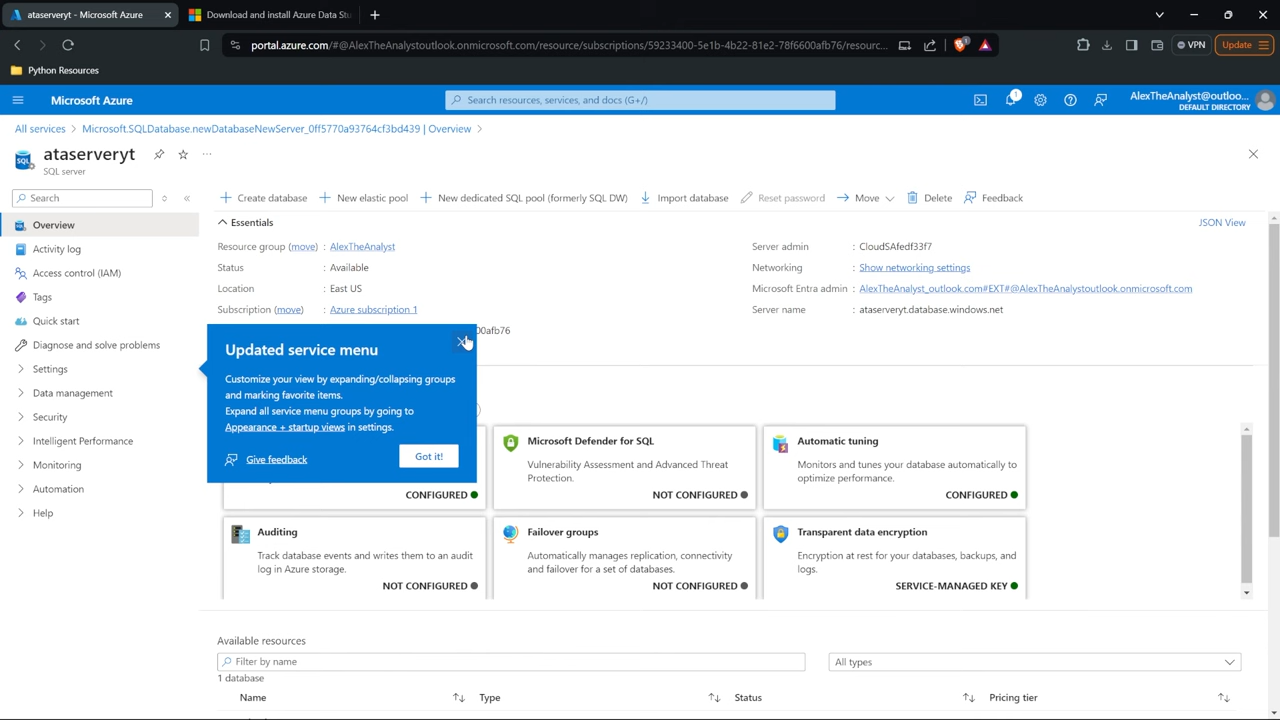 ataserveryt - Microsoft Azure
Download and install Azure Data Stu
portal.azure.com/#@AlexTheAnalystoutlook.onmicrosoft.com/resource/subscriptions/59233400-5e1b-4b22-81e2-78f6600afb76/resourc...
1
VPN
Update
Python Resources
Microsoft Azure
Search resources, services, and docs (G+/)
1
AlexTheAnalyst@outloo...
DEFAULT DIRECTORY
All services > Microsoft.SQLDatabase.newDatabaseNewServer_0ff5770a93764cf3bd439 | Overview >
SQL
ataserveryt
...
SQL server
Search
Create database
New elastic pool
New dedicated SQL pool (formerly SQL DW)
Import database
Reset password
Move
Delete
Feedback
Overview
Activity log
Access control (IAM)
Tags
Quick start
Diagnose and solve problems
Settings
Data management
Security
Intelligent Performance
Monitoring
Automation
Help
Essentials
JSON View
Resource group (move) : AlexTheAnalyst
Status : Available
Location : East US
Subscription (move) : Azure subscription 1
00afb76
Server admin : CloudSAfedf33f7
Networking : Show networking settings
Microsoft Entra admin : AlexTheAnalyst_outlook.com#EXT#@AlexTheAnalystoutlook.onmicrosoft.com
Server name : ataserveryt.database.windows.net
Updated service menu
Customize your view by expanding/collapsing groups
and marking favorite items.
Expand all service menu groups by going to
Appearance + startup views in settings.
Give feedback
Got it!
CONFIGURED
Microsoft Defender for SQL
Vulnerability Assessment and Advanced Threat
Protection.
NOT CONFIGURED
Automatic tuning
Monitors and tunes your database automatically to
optimize performance.
CONFIGURED
Auditing
Track database events and writes them to an audit
log in Azure storage.
NOT CONFIGURED
Failover groups
Automatically manages replication, connectivity
and failover for a set of databases.
NOT CONFIGURED
Transparent data encryption
Encryption at rest for your databases, backups, and
logs.
SERVICE-MANAGED KEY
Available resources
Filter by name
All types
1 database
Name
Type
Status
Pricing tier